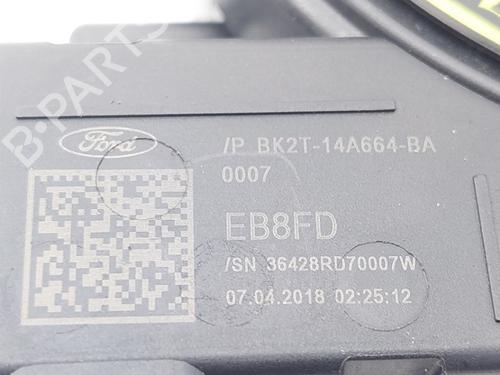 B-PARTS
Ford
/P BK2T-14A664-BA
0007
EB8FD
/SN 36428RD70007W
07.04.2018 02:25:12